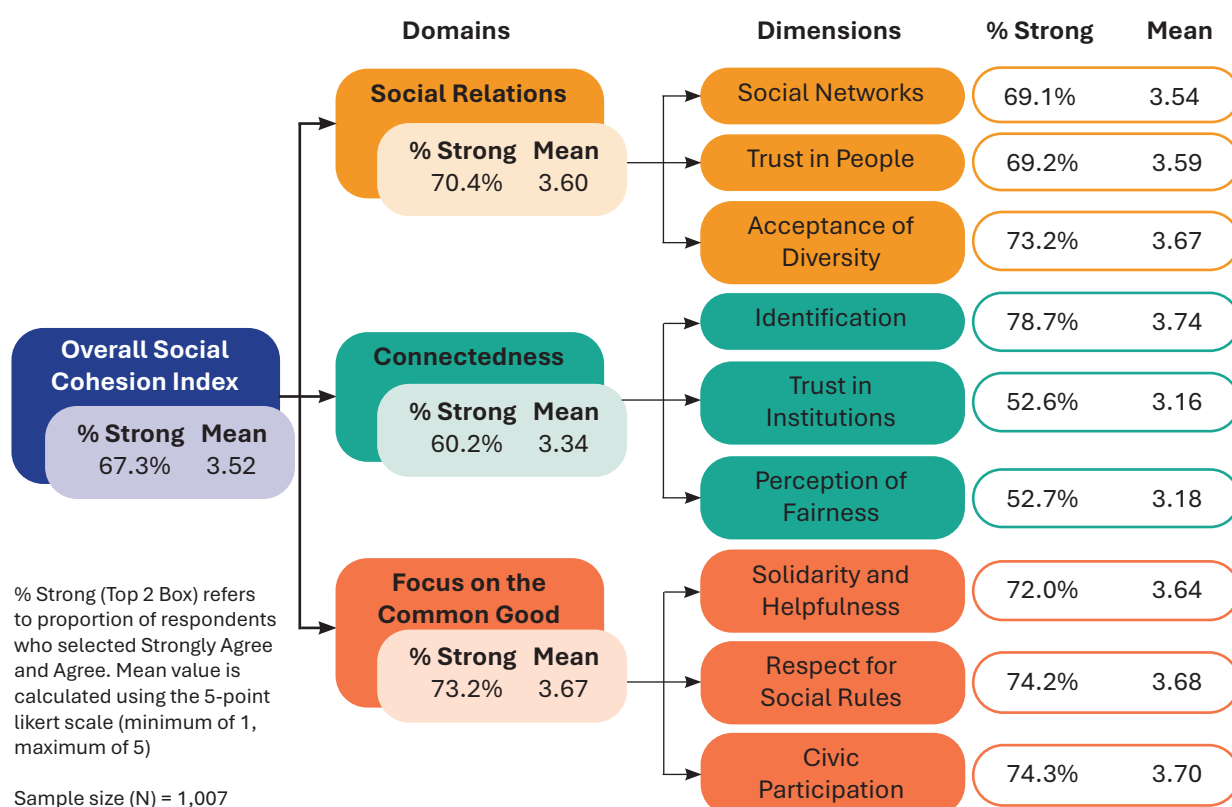 Domains
Dimensions
% Strong Mean
Social Relations
% Strong Mean
70.4% 3.60
Social Networks
69.1% 3.54
Trust in People
69.2% 3.59
Acceptance of
Diversity
73.2% 3.67
Overall Social
Cohesion Index
% Strong Mean
67.3% 3.52
Connectedness
% Strong Mean
60.2% 3.34
Identification
78.7% 3.74
Trust in
Institutions
52.6% 3.16
Perception of
Fairness
52.7% 3.18
Focus on the
Common Good
% Strong Mean
73.2% 3.67
Solidarity and
Helpfulness
72.0% 3.64
Respect for
Social Rules
74.2% 3.68
Civic
Participation
74.3% 3.70
% Strong (Top 2 Box) refers
to proportion of respondents
who selected Strongly Agree
and Agree. Mean value is
calculated using the 5-point
likert scale (minimum of 1,
maximum of 5)
Sample size (N) = 1,007